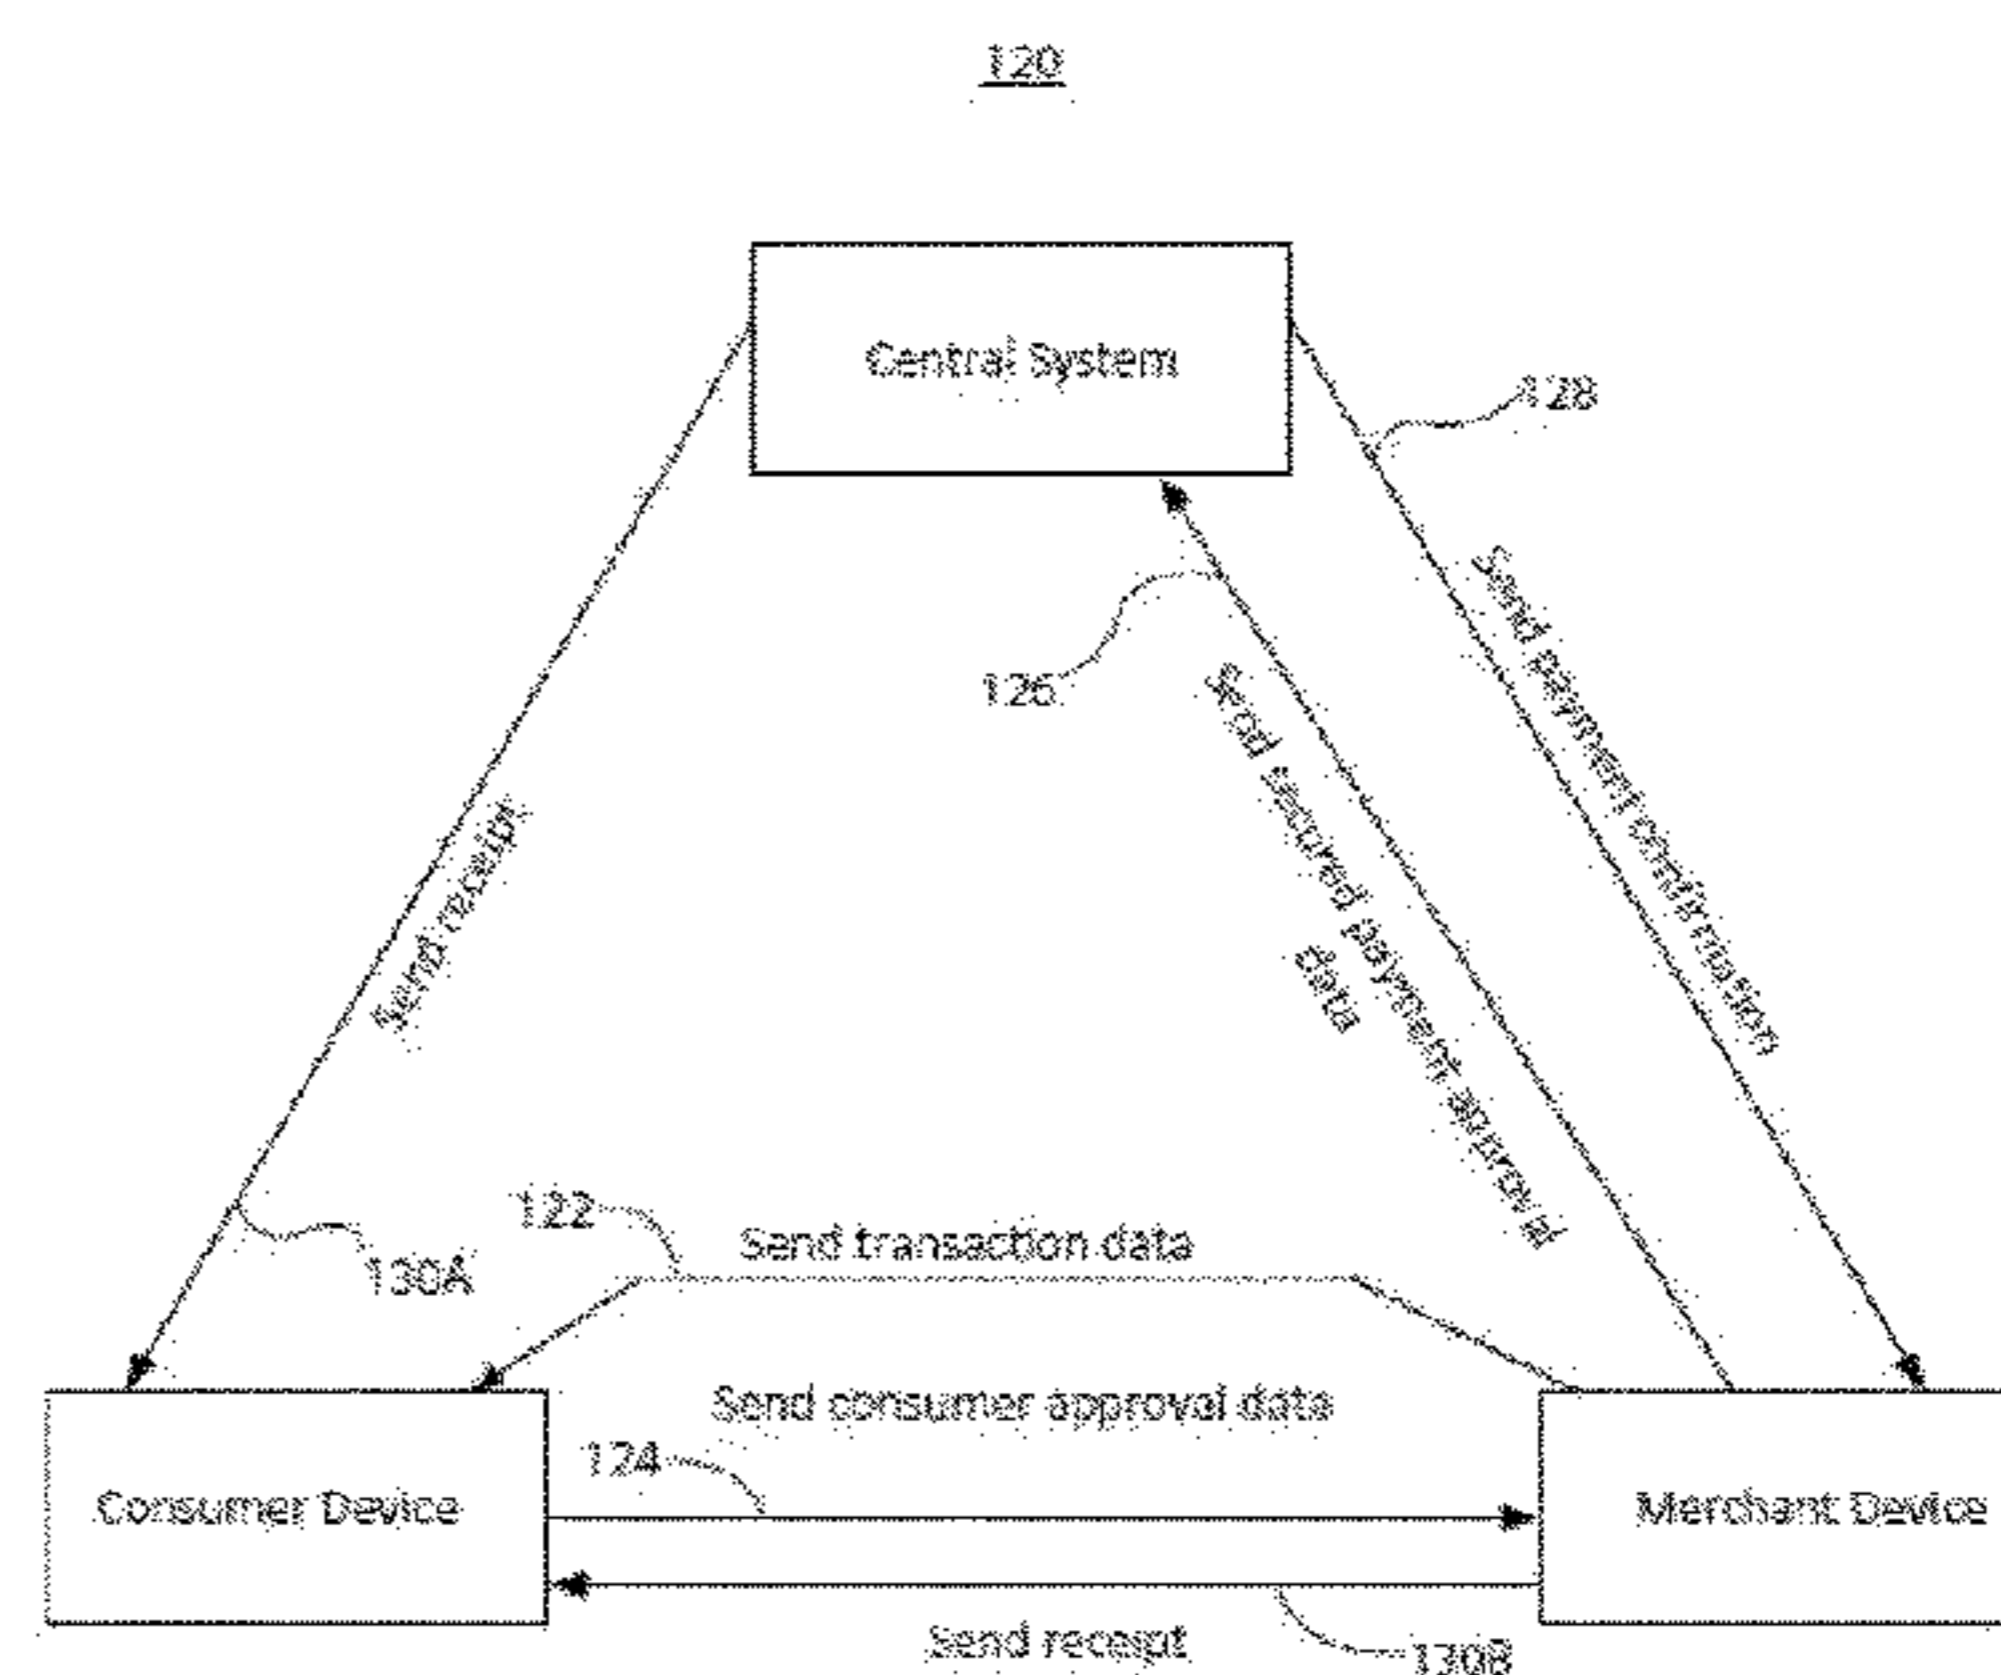 120
Central System
128
Send payment confirmation
126
Send secured payment approval
data
Send receipt
130A
122
Send transaction data
Send consumer approval data
124
Consumer Device
Merchant Device
Send receipt
130B